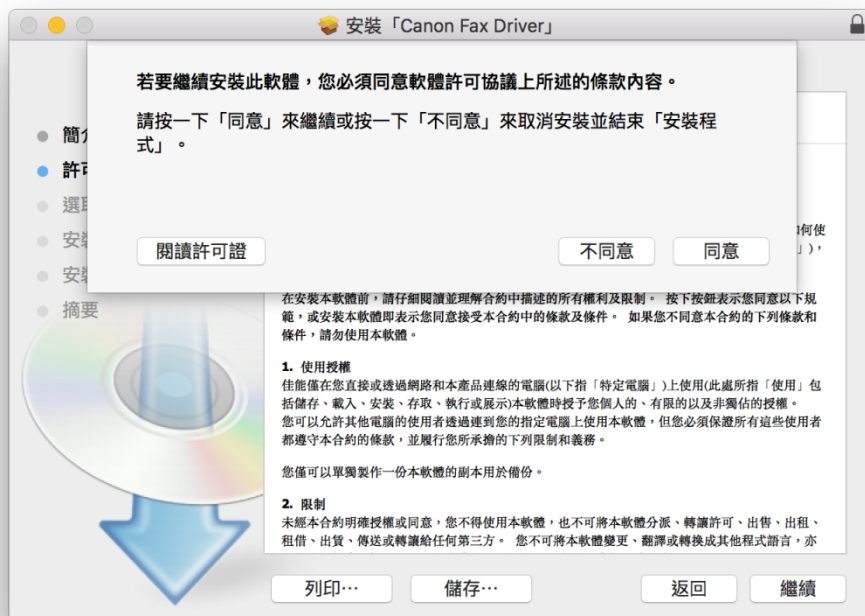 安裝「Canon Fax Driver」
若要繼續安裝此軟體，您必須同意軟體許可協議上所述的條款內容。
請按一下「同意」來繼續或按一下「不同意」來取消安裝並結束「安裝程
式」。
閱讀許可證
不同意
同意
簡介
許可
選取
安裝
安裝
摘要
何使
」)，
在安裝本軟體前，請仔細閱讀並理解合約中描述的所有權利及限制。 按下按鈕表示您同意以下規
範，或安裝本軟體即表示您同意接受本合約中的條款及條件。 如果您不同意本合約的下列條款和
條件，請勿使用本軟體。
1. 使用授權
佳能僅在您直接或透過網路和本產品連線的電腦(以下指「特定電腦」)上使用(此處所指「使用」包
括儲存、載入、安裝、存取、執行或展示)本軟體時授予您個人的、有限的以及非獨佔的授權。
您可以允許其他電腦的使用者透過連到您的指定電腦上使用本軟體，但您必須保證所有這些使用者
都遵守本合約的條款，並履行您所承擔的下列限制和義務。
您僅可以單獨製作一份本軟體的副本用於備份。
2. 限制
未經本合約明確授權或同意，您不得使用本軟體，也不可將本軟體分派、轉讓許可、出售、出租、
租借、出賃、傳送或轉讓給任何第三方。 您不可將本軟體變更、翻譯或轉換成其他程式語言，亦
列印⋯
儲存⋯
返回
繼續